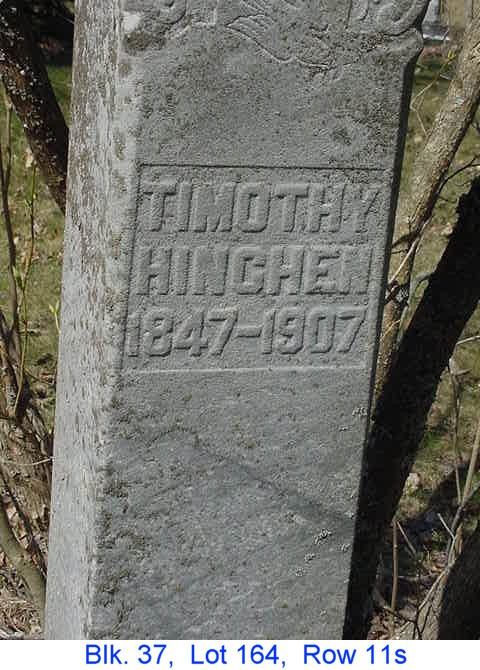 TIMOTHY
HINCHEN
1847-1907
Blk. 37, Lot 164, Row 11s